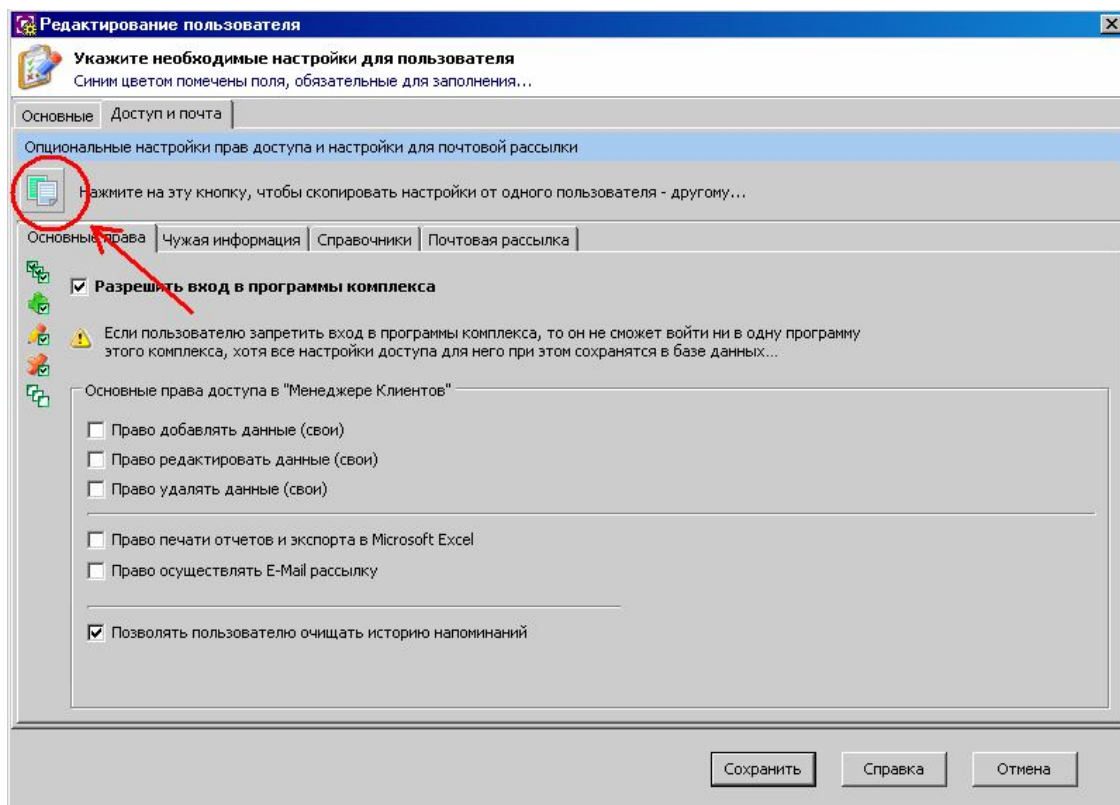 Редактирование пользователя
Укажите необходимые настройки для пользователя
Синим цветом помечены поля, обязательные для заполнения...
Основные Доступ и почта
Опциональные настройки прав доступа и настройки для почтовой рассылки
Нажмите на эту кнопку, чтобы скопировать настройки от одного пользователя - другому...
Основные права Чужая информация Справочники Почтовая рассылка
Разрешить вход в программы комплекса
Если пользователю запретить вход в программы комплекса, то он не сможет войти ни в одну программу
этого комплекса, хотя все настройки доступа для него при этом сохранятся в базе данных...
Основные права доступа в "Менеджере Клиентов"
Право добавлять данные (свои)
Право редактировать данные (свои)
Право удалять данные (свои)
Право печати отчетов и экспорта в Microsoft Excel
Право осуществлять E-Mail рассылку
Позволять пользователю очищать историю напоминаний
Сохранить Справка Отмена